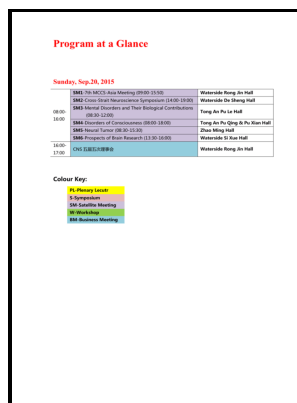 Program at a Glance
Sunday, Sep.20, 2015
08:00-16:00
SM1-7th MCCS-Asia Meeting (09:00-15:50) Waterside Rong Jin Hall
SM2-Cross-Strait Neuroscience Symposium (14:00-19:00) Waterside De Sheng Hall
SM3-Mental Disorders and Their Biological Contributions
(08:30-12:00) Tong An Pu Le Hall
SM4-Disorders of Consciousness (08:00-18:00) Tong An Pu Qing & Pu Xian Hall
SM5-Neural Tumor (08:30-15:30) Zhao Ming Hall
SM6-Prospects of Brain Research (13:30-16:00) Waterside Si Xue Hall
16:00-17:00
CNS 五届五次理事会 Waterside Rong Jin Hall
Colour Key:
PL-Plenary Lecutr
S-Symposium
SM-Satellite Meeting
W-Workshop
BM-Business Meeting